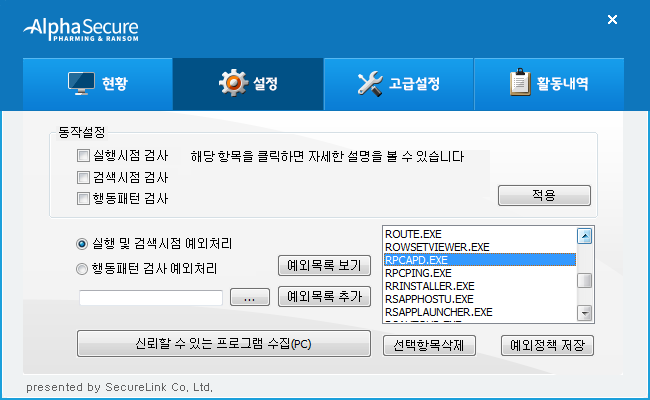 AlphaSecure
PHARMING & RANSOM
현황
설정
고급설정
활동내역
동작설정
실행시점 검사
해당 항목을 클릭하면 자세한 설명을 볼 수 있습니다
검색시점 검사
행동패턴 검사
적용
실행 및 검색시점 예외처리
행동패턴 검사 예외처리
예외목록 보기
...
예외목록 추가
ROUTE.EXE
ROWSETVIEWER.EXE
RPCAPD.EXE
RPCPING.EXE
RRINSTALLER.EXE
RSAPPHOSTU.EXE
RSAPPLAUNCHER.EXE
신뢰할 수 있는 프로그램 수집(PC)
선택항목삭제
예외정책 저장
presented by SecureLink Co, Ltd,